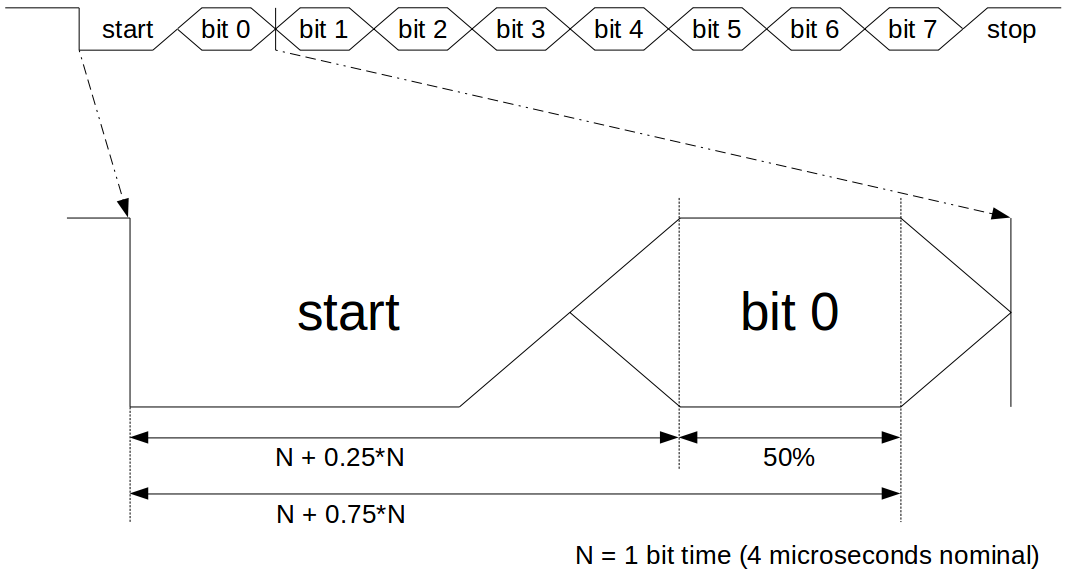 start bit 0 bit 1 bit 2 bit 3 bit 4 bit 5 bit 6 bit 7 stop
start bit 0
N + 0.25*N 50%
N + 0.75*N
N = 1 bit time (4 microseconds nominal)